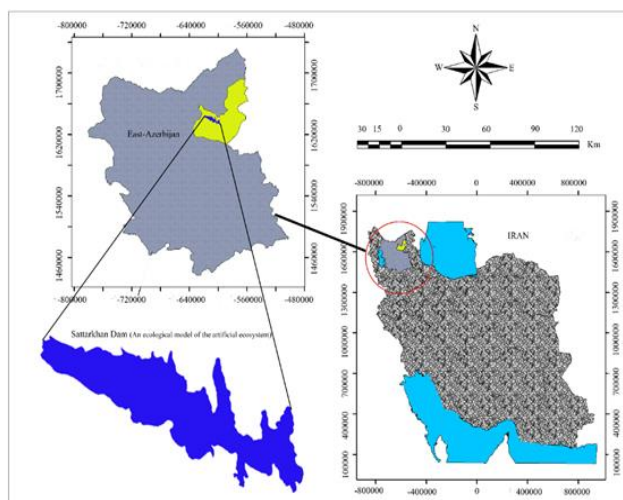 -800000 -720000 -640000 -560000 -480000
N
W E
S
1700000 1700000
East-Azerbijan
1620000 1620000
30 15 0 30 60 90 120
Km
1540000 1540000
-800000 -400000 0 400000
1460000 1460000
-800000 -720000 -640000 -560000 -480000
IRAN
1900000 1900000
1600000 1600000
1300000 1300000
1000000 1000000
700000 700000
400000 400000
100000 100000
-800000 -400000 0 400000
Sattarkhan Dam (An ecological model of the artificial ecosystem)